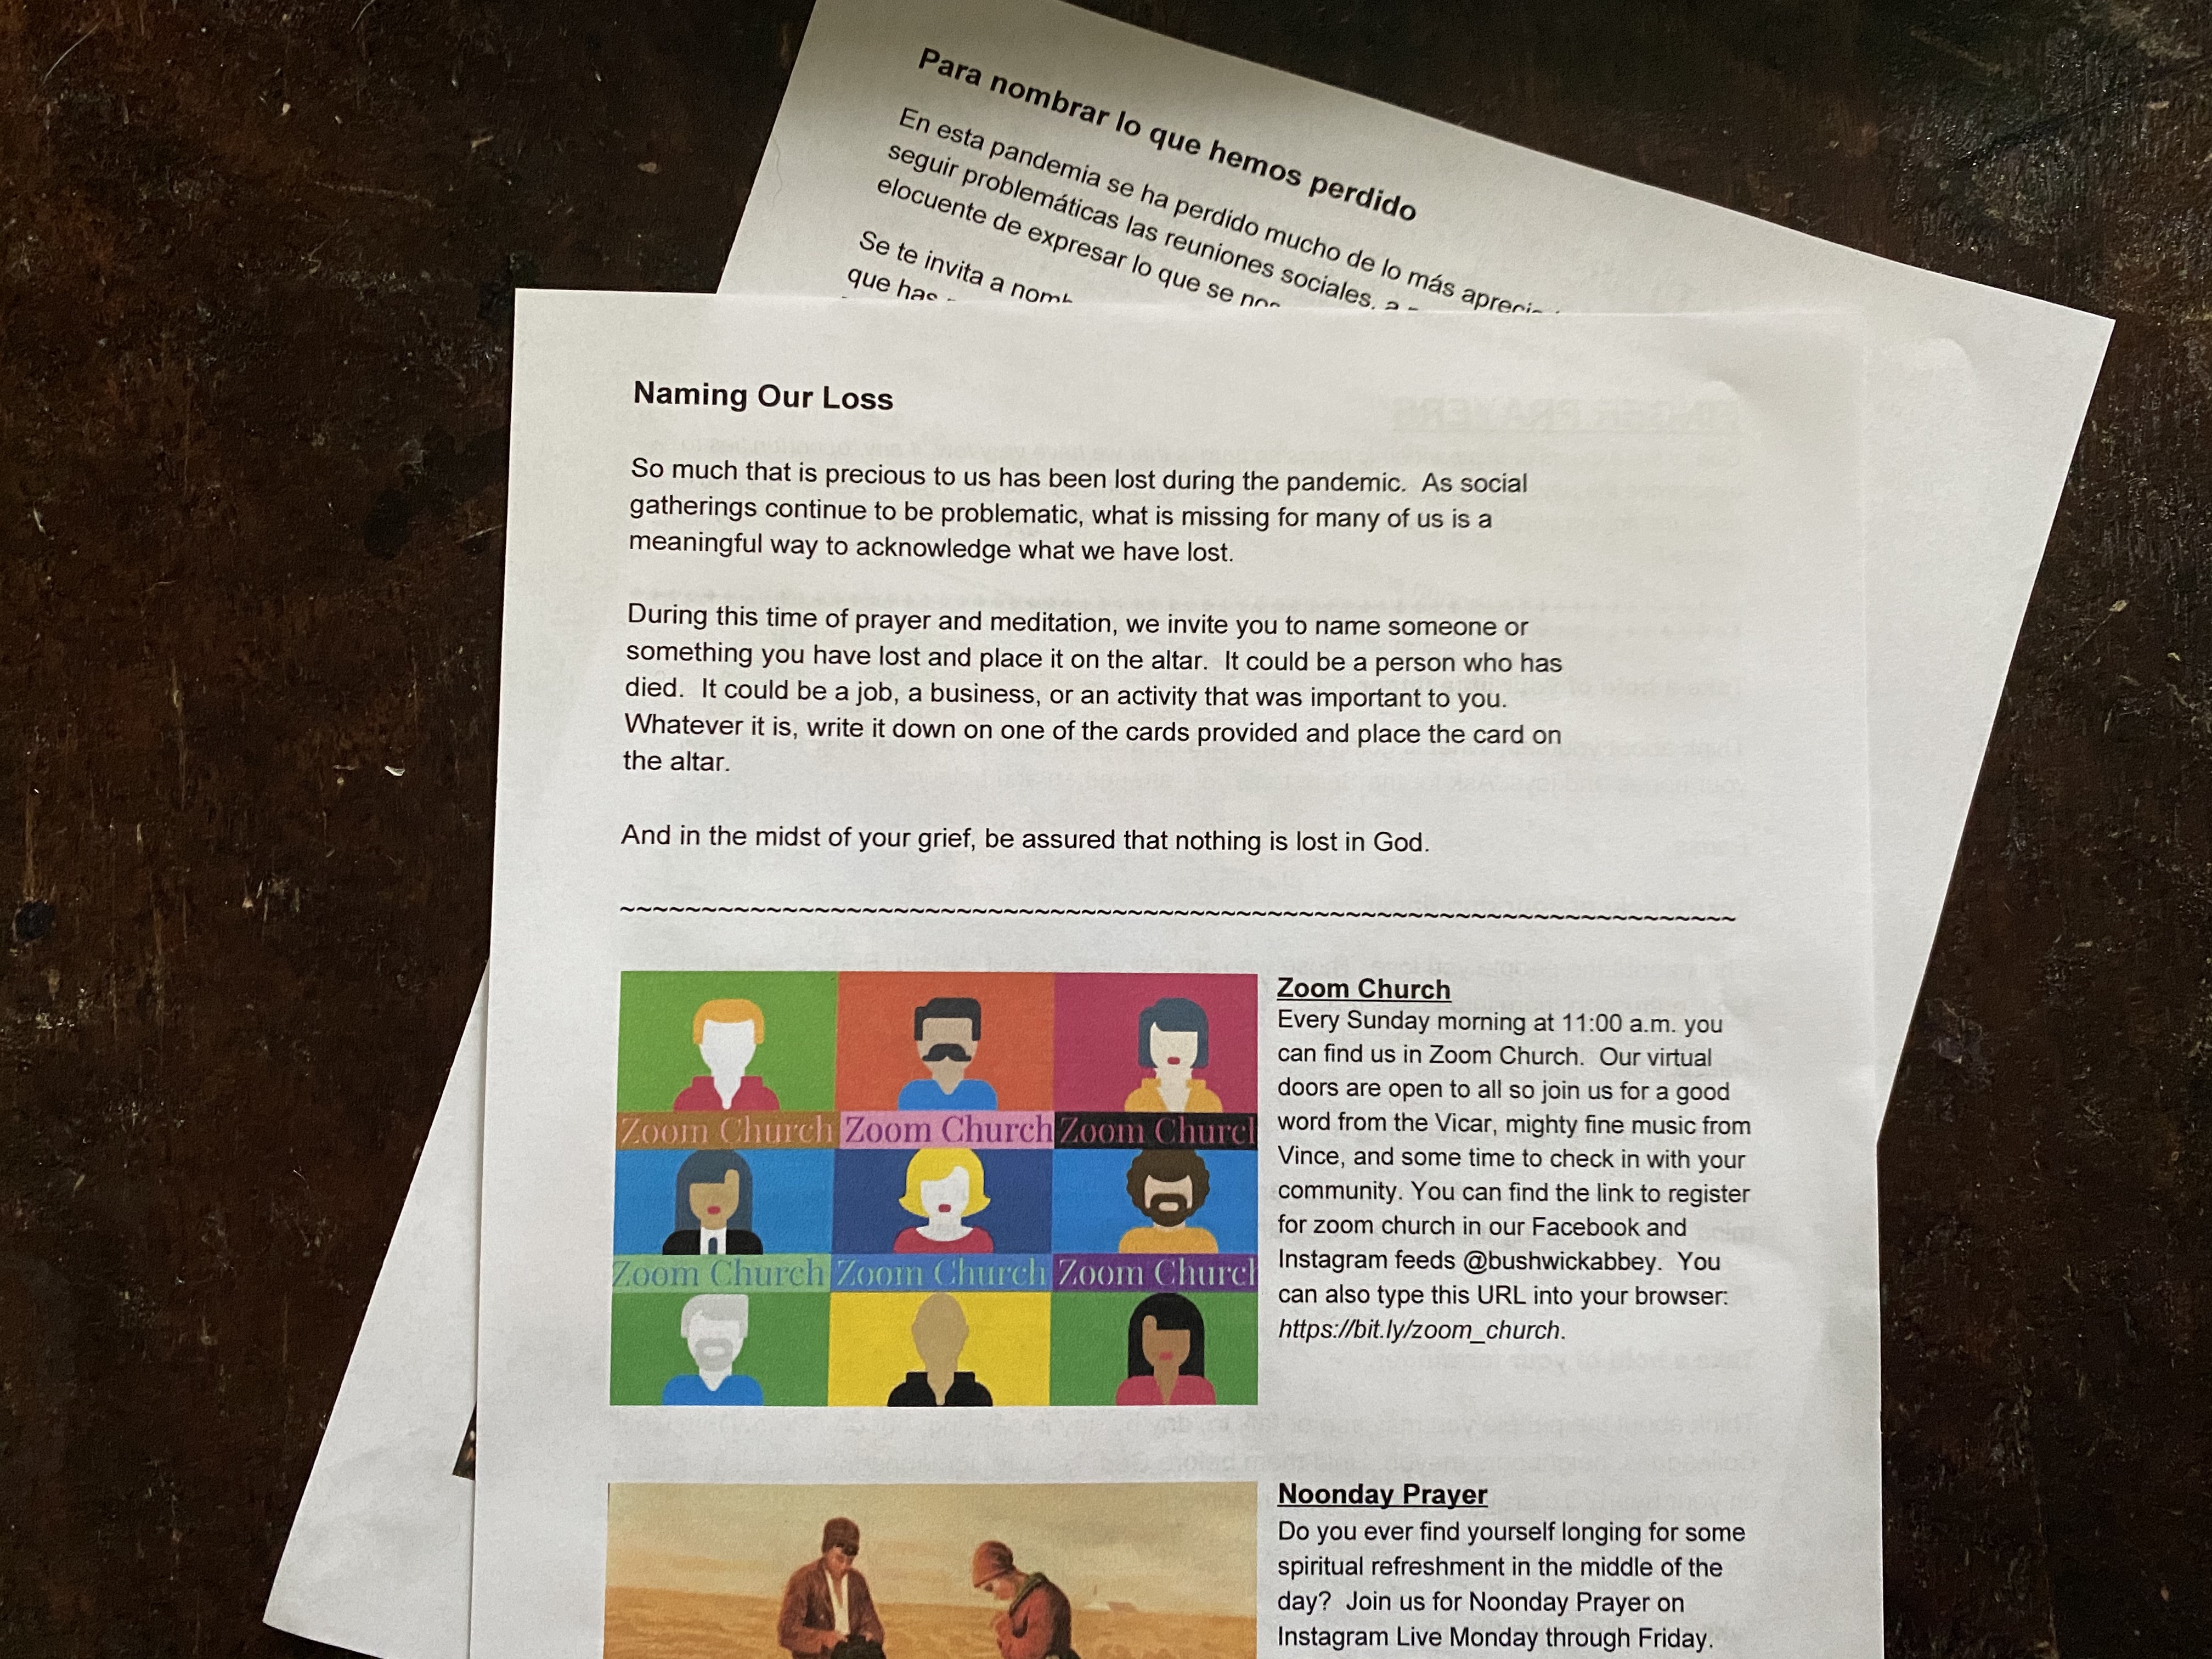 Para nombrar lo que hemos perdido
En esta pandemia se ha perdido mucho de lo más
seguir problemáticas las reuniones sociales, a
elocuente de expresar lo que se nos
Se te invita a
que has
Naming Our Loss
So much that is precious to us has been lost during the pandemic.  As social
gatherings continue to be problematic, what is missing for many of us is a
meaningful way to acknowledge what we have lost.
During this time of prayer and meditation, we invite you to name someone or
something you have lost and place it on the altar.  It could be a person who has
died.  It could be a job, a business, or an activity that was important to you.
Whatever it is, write it down on one of the cards provided and place the card on
the altar.
And in the midst of your grief, be assured that nothing is lost in God.
~~~~~~~~~~~~~~~~~~~~~~~~~~~~~~~~~~~~~~~~~~~~~~~~~~~~~~~~~~~~~~~~~~~~~
Zoom Church Zoom Church Zoom Churcl
Zoom Church Zoom Church Zoom Churcl
Zoom Church
Every Sunday morning at 11:00 a.m. you
can find us in Zoom Church.  Our virtual
doors are open to all so join us for a good
word from the Vicar, mighty fine music from
Vince, and some time to check in with your
community. You can find the link to register
for zoom church in our Facebook and
Instagram feeds @bushwickabbey.  You
can also type this URL into your browser:
https://bit.ly/zoom_church.
Noonday Prayer
Do you ever find yourself longing for some
spiritual refreshment in the middle of the
day?  Join us for Noonday Prayer on
Instagram Live Monday through Friday.